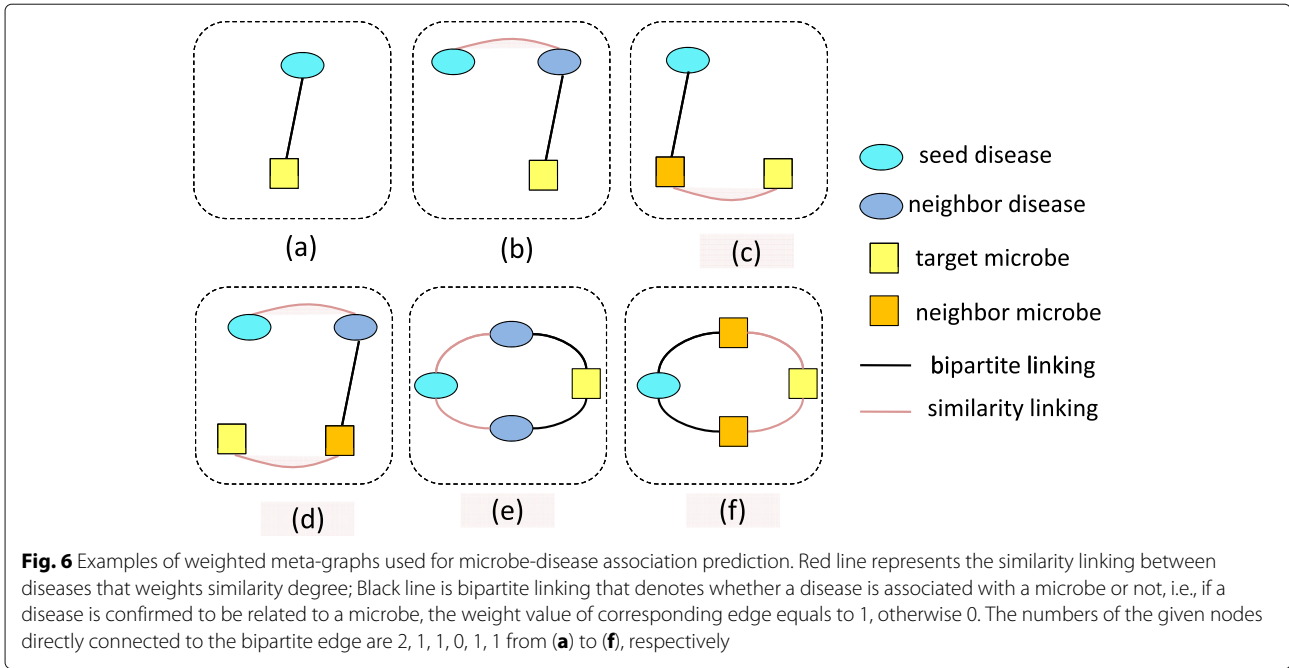 (a)
(b)
(c)
(d)
(e)
(f)
seed disease
neighbor disease
target microbe
neighbor microbe
bipartite linking
similarity linking
Fig. 6 Examples of weighted meta-graphs used for microbe-disease association prediction. Red line represents the similarity linking between
diseases that weights similarity degree; Black line is bipartite linking that denotes whether a disease is associated with a microbe or not, i.e., if a
disease is confirmed to be related to a microbe, the weight value of corresponding edge equals to 1, otherwise 0. The numbers of the given nodes
directly connected to the bipartite edge are 2, 1, 1, 0, 1, 1 from (a) to (f), respectively